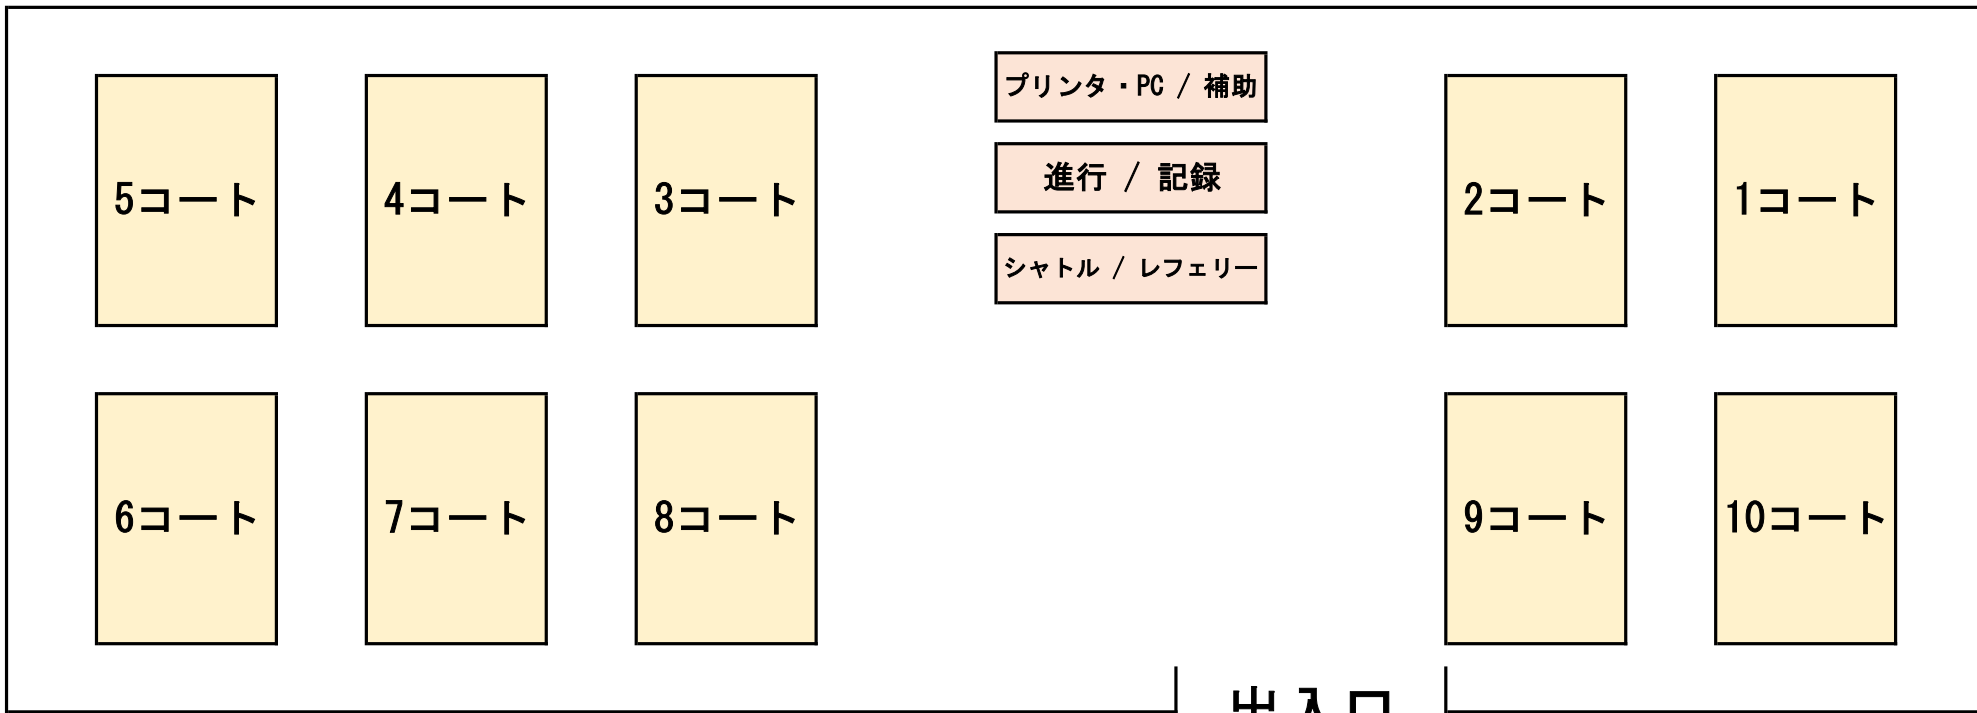 プリンタ・PC / 補助
5コート 4コート 3コート 進行 / 記録 2コート 1コート
シャトル / レフェリー
6コート 7コート 8コート 9コート 10コート
出入口